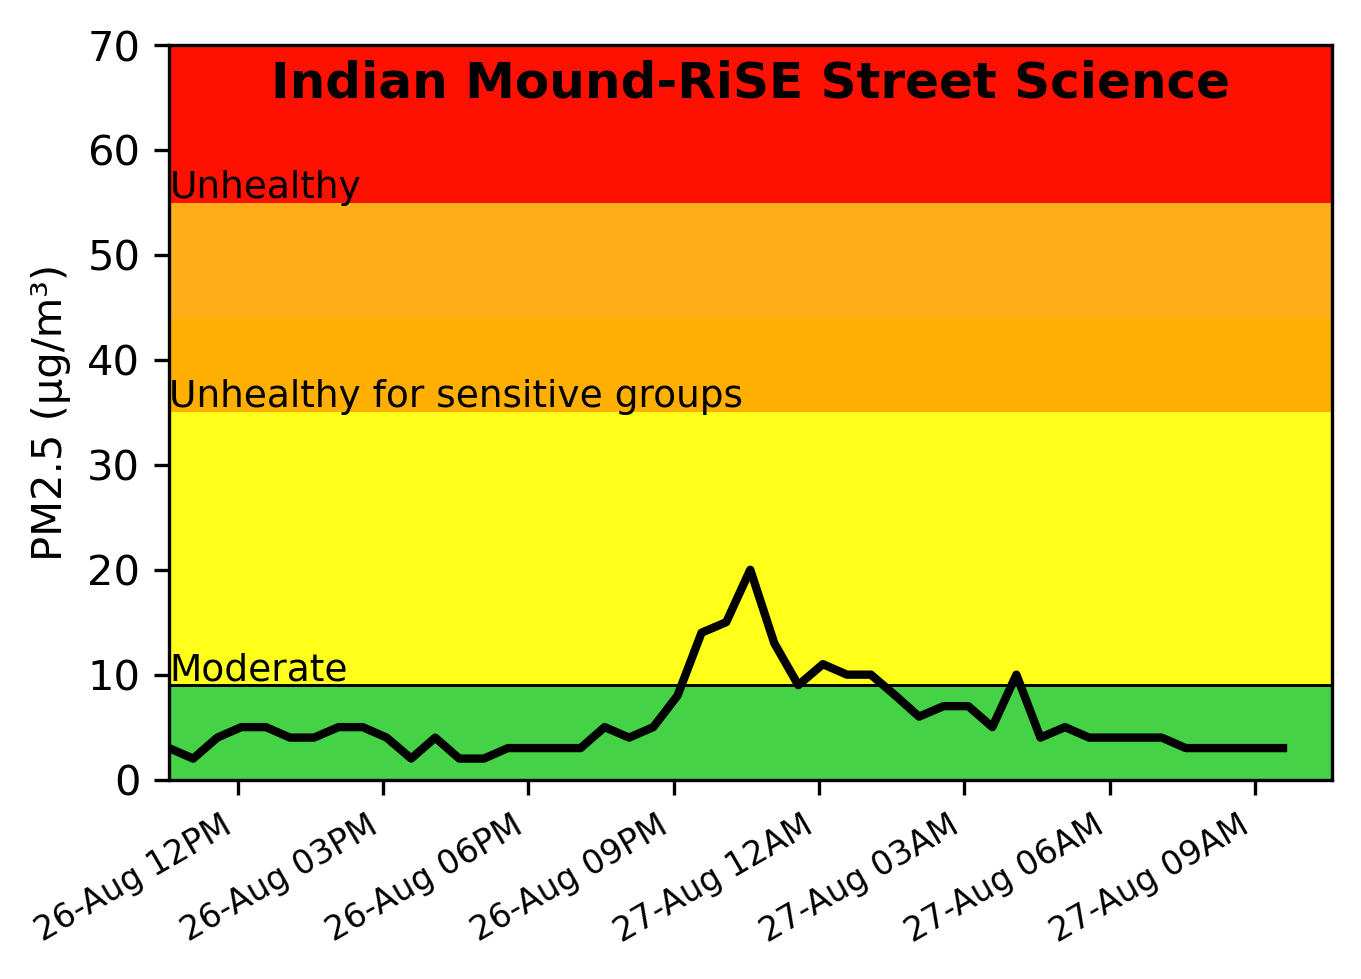 Indian Mound-RiSE Street Science
PM2.5 (µg/m³)
70
60
50
40
30
20
10
0
Unhealthy
Unhealthy for sensitive groups
Moderate
26-Aug 12PM
26-Aug 03PM
26-Aug 06PM
26-Aug 09PM
27-Aug 12AM
27-Aug 03AM
27-Aug 06AM
27-Aug 09AM